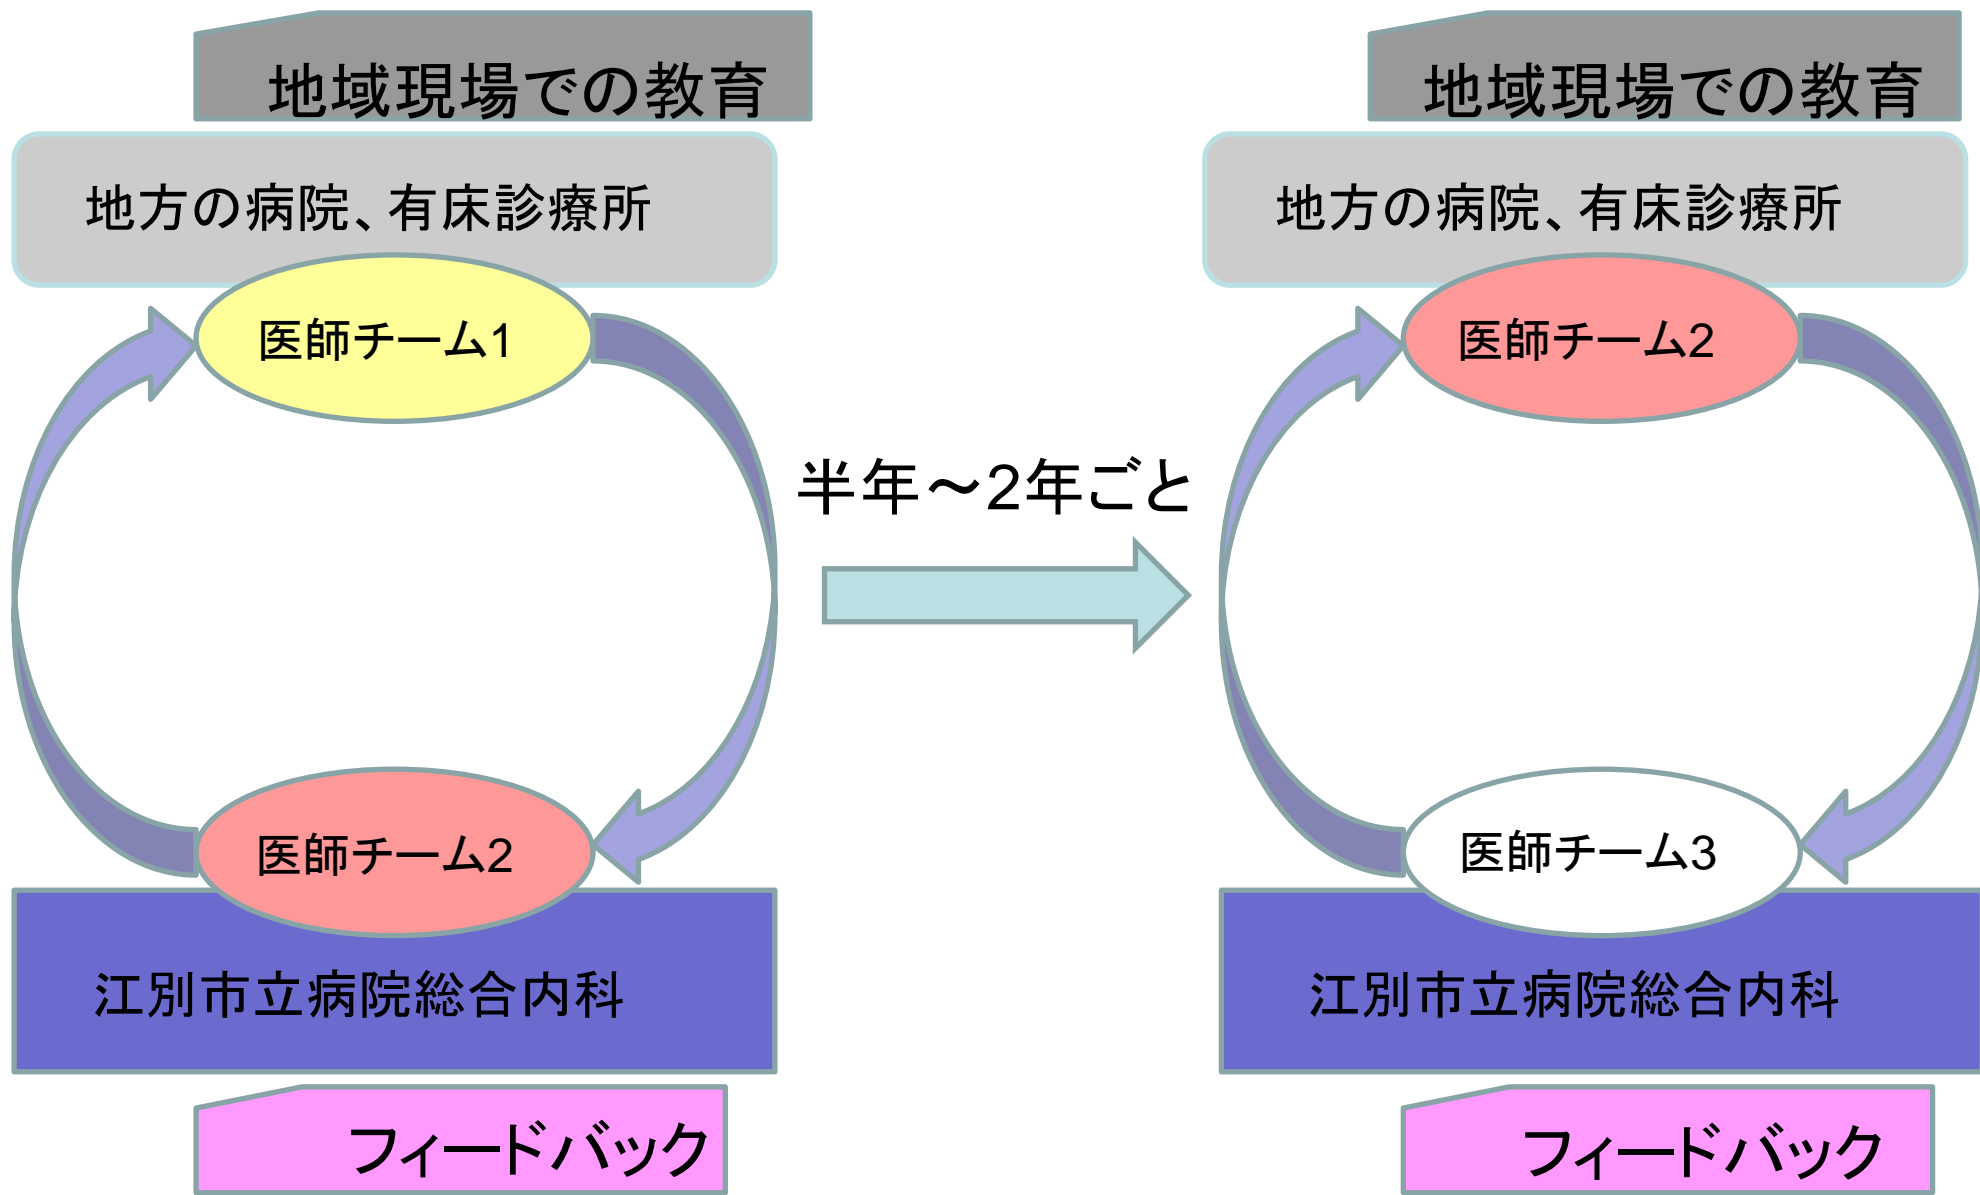 地域現場での教育
地方の病院、有床診療所
医師チーム1
医師チーム2
江別市立病院総合内科
フィードバック
半年～2年ごと
地域現場での教育
地方の病院、有床診療所
医師チーム2
医師チーム3
江別市立病院総合内科
フィードバック